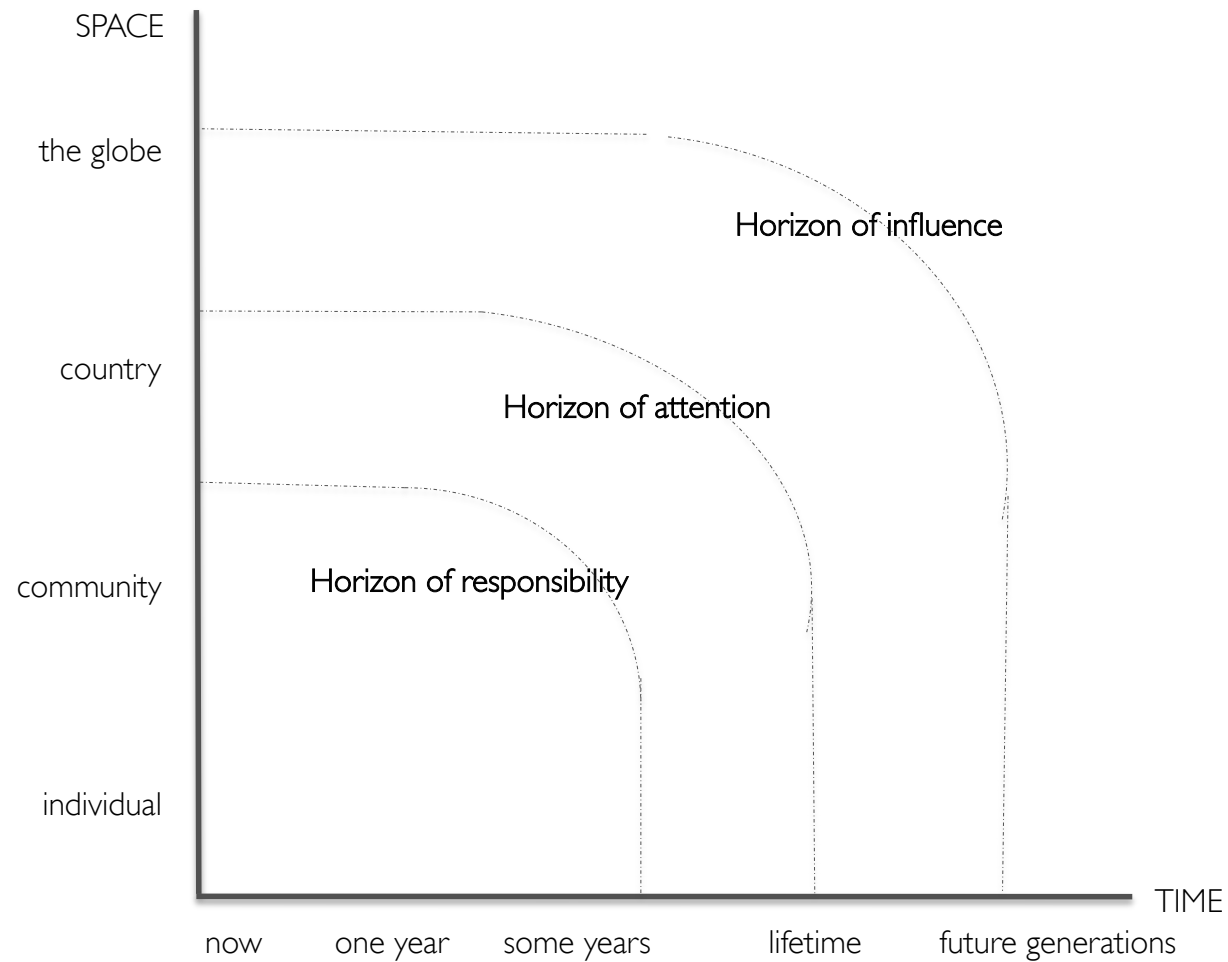 SPACE
the globe
Horizon of influence
country
Horizon of attention
Horizon of responsibility
community
individual
TIME
now one year some years lifetime future generations